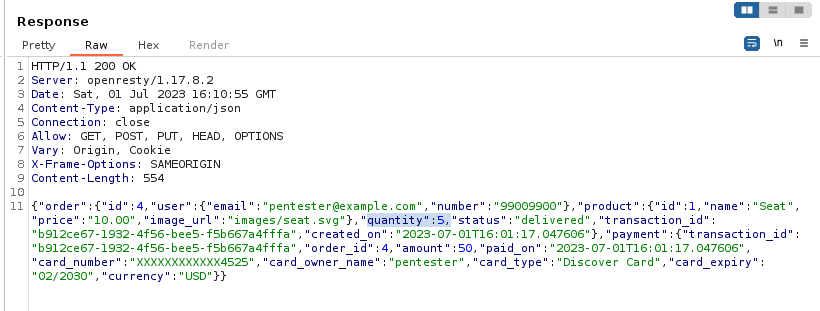 Response
Pretty Raw Hex Render \n
1 HTTP/1.1 200 OK
2 Server: openresty/1.17.8.2
3 Date: Sat, 01 Jul 2023 16:10:55 GMT
4 Content-Type: application/json
5 Connection: close
6 Allow: GET, POST, PUT, HEAD, OPTIONS
7 Vary: Origin, Cookie
8 X-Frame-Options: SAMEORIGIN
9 Content-Length: 554
10
11 {"order":{"id":4,"user":{"email":"pentester@example.com","number":"99009900"},"product":{"id":1,"name":"Seat",
"price":"10.00","image_url":"images/seat.svg"},"quantity":5,"status":"delivered","transaction_id":
"b912ce67-1932-4f56-bee5-f5b667a4fffa","created_on":"2023-07-01T16:01:17.047606"},"payment":{"transaction_id":
"b912ce67-1932-4f56-bee5-f5b667a4fffa","order_id":4,"amount":50,"paid_on":"2023-07-01T16:01:17.047606",
"card_number":"XXXXXXXXXXXX4525","card_owner_name":"pentester","card_type":"Discover Card","card_expiry":
"02/2030","currency":"USD"}}